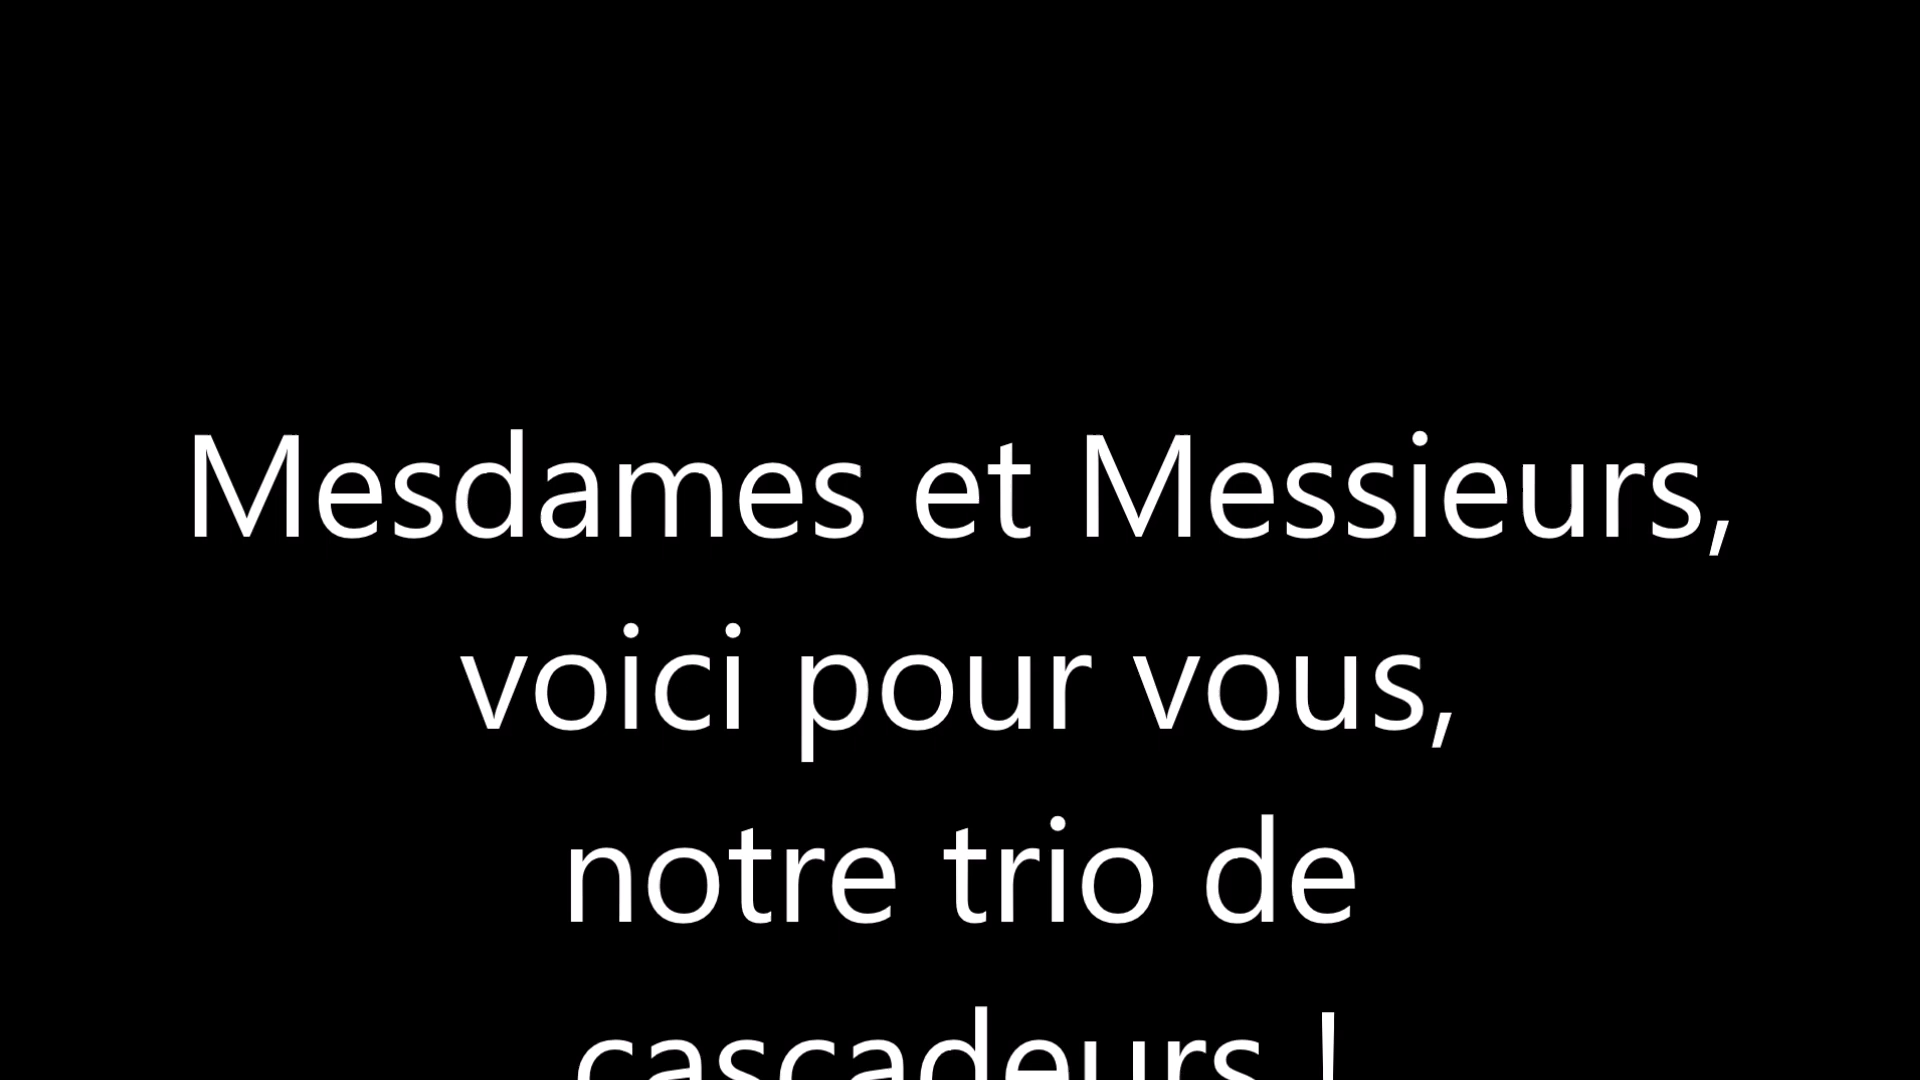 Mesdames et Messieurs,
voici pour vous,
notre trio de
cascadeurs !